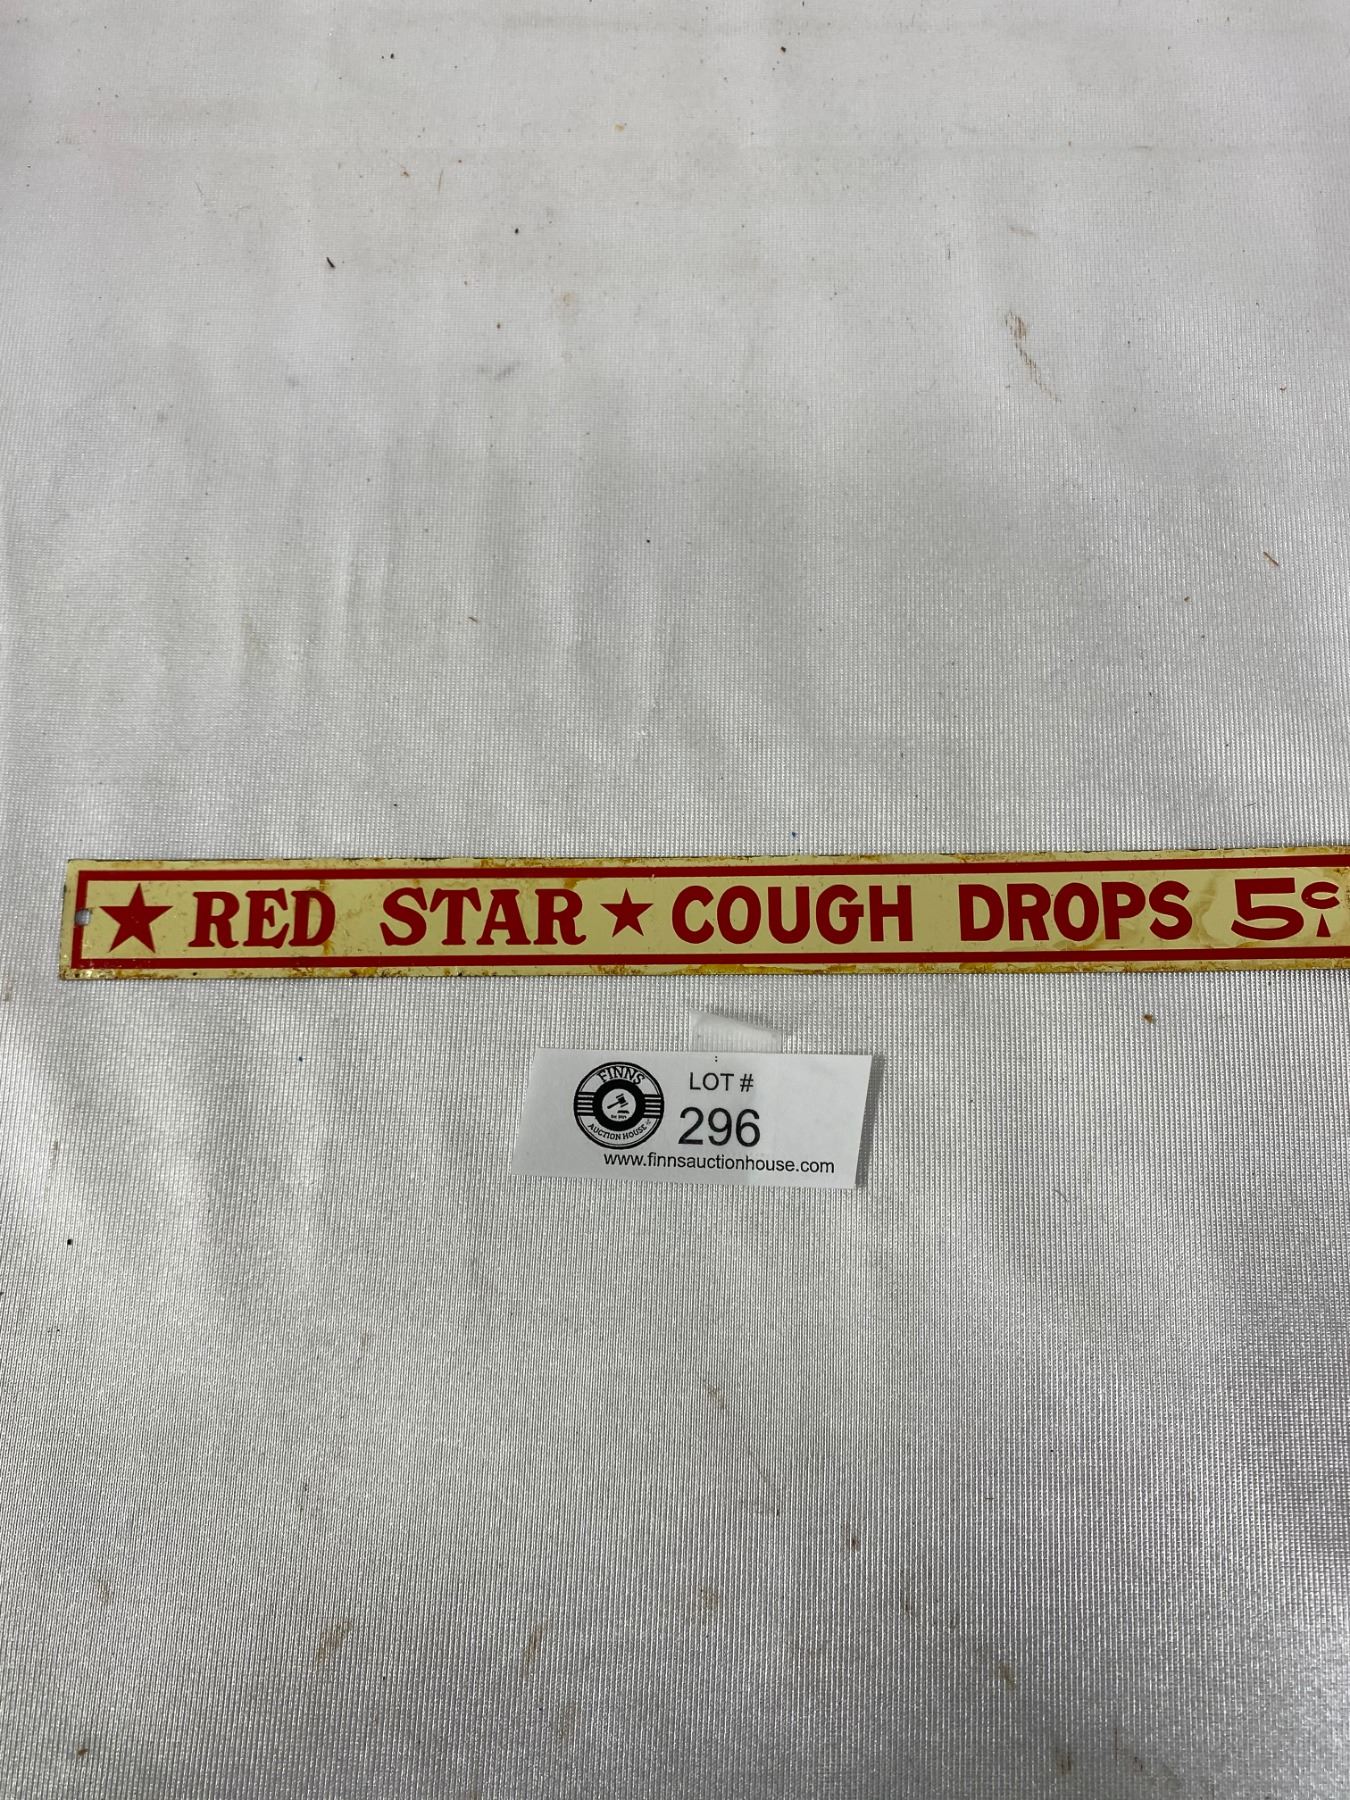 ★ RED STAR ★ COUGH DROPS 5¢
LOT #
296
FINNS
AUCTION HOUSE
www.finnsauctionhouse.com